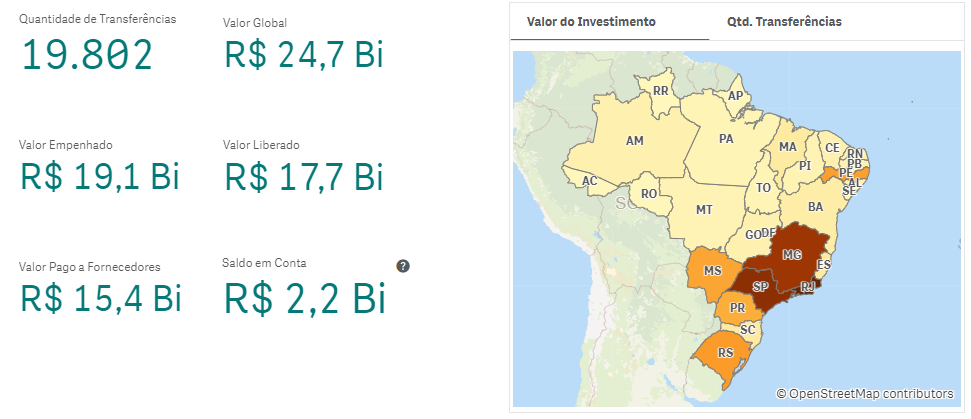 Quantidade de Transferências
19.802
Valor Global
R$ 24,7 Bi
Valor Empenhado
R$ 19,1 Bi
Valor Liberado
R$ 17,7 Bi
Valor Pago a Fornecedores
R$ 15,4 Bi
Saldo em Conta
?
R$ 2,2 Bi
Valor do Investimento
Qtd. Transferências
RR
AP
AM
PA
MA
CE
RN
PB
PI
PE
AL
SE
AC
RO
TO
MT
BA
GO
DF
MS
MG
ES
SP
RJ
PR
SC
RS
© OpenStreetMap contributors